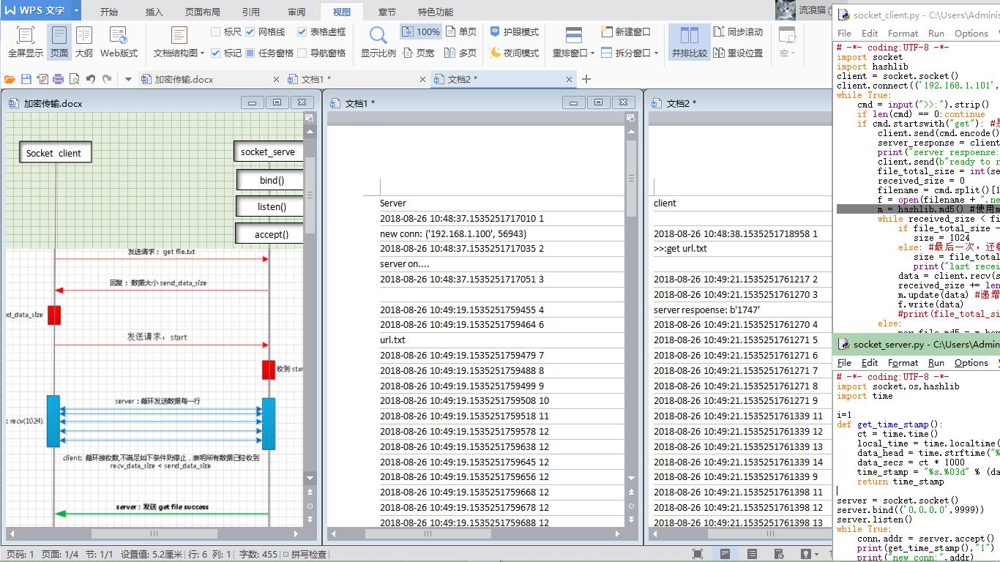 WPS 文字
开始 插入 页面布局 引用 审阅 视图 章节 特色功能
流浪猫
全屏显示 页面 大纲 Web版式 文档结构图 标尺 网格线 表格虚框
标记 任务窗格 导航窗格
显示比例 100% 单页 页宽 多页 护眼模式 夜间模式
重排窗口 新建窗口 拆分窗口 并排比较 同步滚动 重设位置 宏
加密传输.docx 文档1 * 文档2 *
加密传输.docx
Socket client
socket_serve
bind()
listen()
accept()
发送请求： get file.txt
回复： 数据大小 send_data_size
d_data_size
发送请求：start
收到 star
server：循环发送数据每一行
: recv(1024)
client: 循环接收数,不满足如下条件则停止，表明所有数据已经收到
recv_data_size < send_data_size
server：发送 get file success
文档1 *
Server
2018-08-26 10:48:37.1535251717010 1
new conn: ('192.168.1.100', 56943)
2018-08-26 10:48:37.1535251717035 2
server on....
2018-08-26 10:48:37.1535251717051 3
2018-08-26 10:49:19.1535251759455 4
2018-08-26 10:49:19.1535251759464 6
url.txt
2018-08-26 10:49:19.1535251759479 7
2018-08-26 10:49:19.1535251759488 8
2018-08-26 10:49:19.1535251759499 9
2018-08-26 10:49:19.1535251759508 10
2018-08-26 10:49:19.1535251759518 11
2018-08-26 10:49:19.1535251759578 12
2018-08-26 10:49:19.1535251759638 12
2018-08-26 10:49:19.1535251759645 12
2018-08-26 10:49:19.1535251759656 12
2018-08-26 10:49:19.1535251759668 12
2018-08-26 10:49:19.1535251759678 12
2018-08-26 10:49:19.1535251759688 12
文档2 *
client
2018-08-26 10:48:38.1535251718958 1
>>:get url.txt
2018-08-26 10:49:21.1535251761217 2
2018-08-26 10:49:21.1535251761270 3
server respoense: b'1747'
2018-08-26 10:49:21.1535251761270 4
2018-08-26 10:49:21.1535251761271 5
2018-08-26 10:49:21.1535251761271 6
2018-08-26 10:49:21.1535251761271 7
2018-08-26 10:49:21.1535251761271 8
2018-08-26 10:49:21.1535251761271 9
2018-08-26 10:49:21.1535251761339 11
2018-08-26 10:49:21.1535251761339 12
2018-08-26 10:49:21.1535251761339 13
2018-08-26 10:49:21.1535251761339 14
2018-08-26 10:49:21.1535251761339 9
2018-08-26 10:49:21.1535251761398 11
2018-08-26 10:49:21.1535251761398 12
2018-08-26 10:49:21.1535251761398 13
socket_client.py - C:\Users\Adminis
File Edit Format Run Options
# -*- coding:UTF-8 -*-
import socket
import hashlib
client = socket.socket()
client.connect(('192.168.1.101',
while True:
cmd = input(">>:").strip()
if len(cmd) == 0:continue
if cmd.startswith("get"): #
client.send(cmd.encode()
server_response = client
print("server respoense:
client.send(b"ready to r
file_total_size = int(se
received_size = 0
filename = cmd.split()[1
f = open(filename + ".ne
m = hashlib.md5() #使用m
while received_size < fi
if file_total_size -
size = 1024
else: #最后一次，还剩
size = file_total
print("last recei
data = client.recv(s
received_size += len
m.update(data) #递增
f.write(data)
#print(file_total_si
else:
socket_server.py - C:\Users\Admin
File Edit Format Run Options
# -*- coding:UTF-8 -*-
import socket,os,hashlib
import time
i=1
def get_time_stamp():
ct = time.time()
local_time = time.localtime(
data_head = time.strftime("%
data_secs = ct * 1000
time_stamp = "%s.%03d" % (da
return time_stamp
server = socket.socket()
server.bind(('0.0.0.0',9999))
server.listen()
while True:
conn,addr = server.accept()
print(get_time_stamp(),"1")
print("new conn:",addr)
页码: 1 页面: 1/4 节: 1/1 设置值: 5.2厘米 行: 6 列: 1 字数: 455 拼写检查